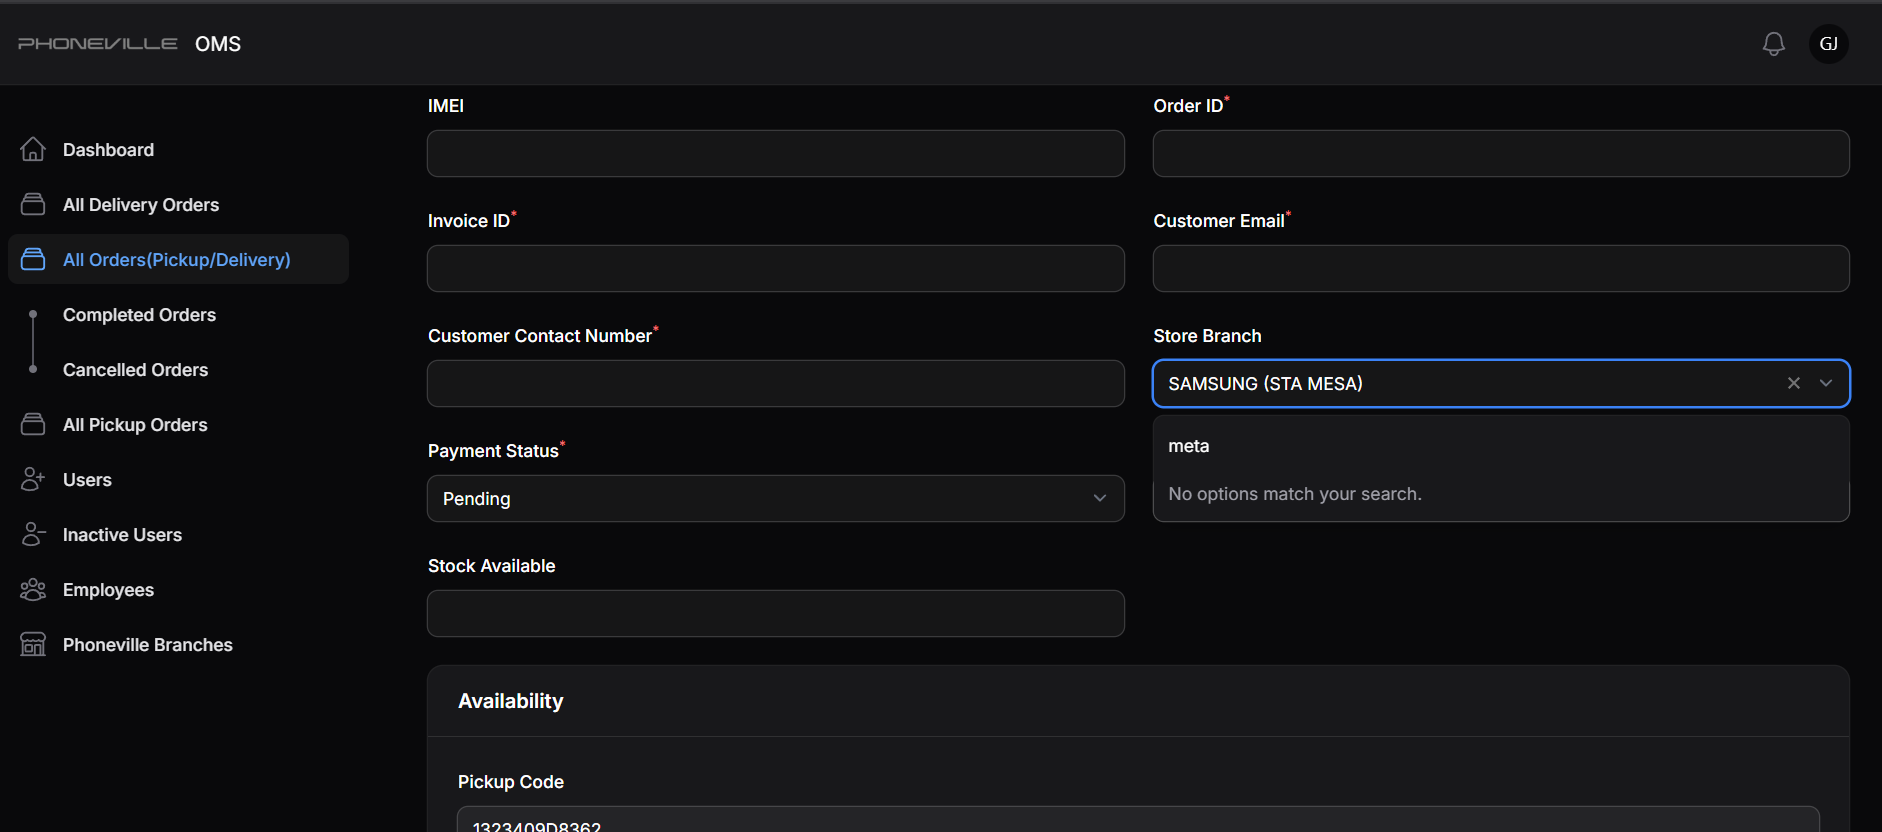 PHONEVILLE OMS
GJ
Dashboard
All Delivery Orders
All Orders(Pickup/Delivery)
Completed Orders
Cancelled Orders
All Pickup Orders
Users
Inactive Users
Employees
Phoneville Branches
IMEI
Order ID*
Invoice ID*
Customer Email*
Customer Contact Number*
Store Branch
SAMSUNG (STA MESA)
meta
No options match your search.
Payment Status*
Pending
Stock Available
Availability
Pickup Code
1323409D8362